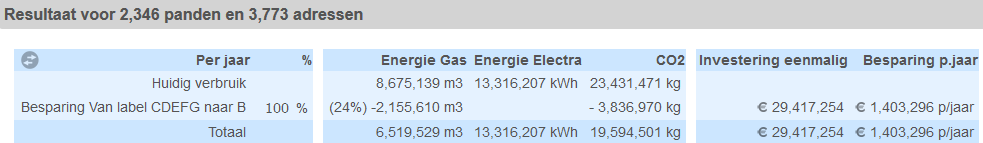 Resultaat voor 2,346 panden en 3,773 adressen
Per jaar % Energie Gas Energie Electra CO2 Investering eenmalig Besparing p.jaar
Huidig verbruik 8,675,139 m3 13,316,207 kWh 23,431,471 kg
Besparing Van label CDEFG naar B 100 % (24%) -2,155,610 m3 - 3,836,970 kg € 29,417,254 € 1,403,296 p/jaar
Totaal 6,519,529 m3 13,316,207 kWh 19,594,501 kg € 29,417,254 € 1,403,296 p/jaar